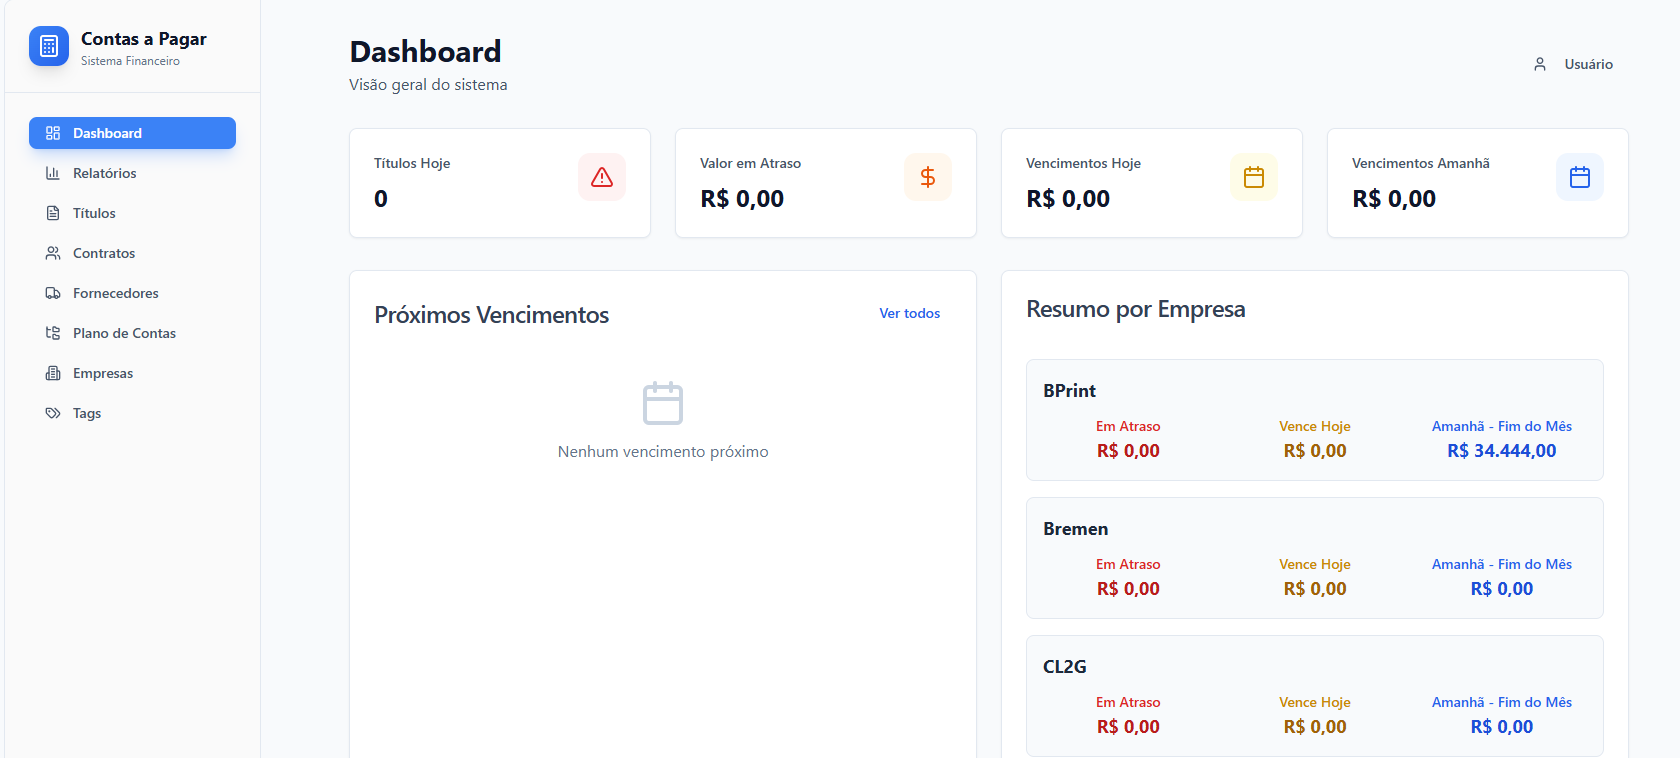 Contas a Pagar
Sistema Financeiro
Dashboard
Relatórios
Títulos
Contratos
Fornecedores
Plano de Contas
Empresas
Tags
Dashboard
Visão geral do sistema
Usuário
Títulos Hoje
0
Valor em Atraso
R$ 0,00
Vencimentos Hoje
R$ 0,00
Vencimentos Amanhã
R$ 0,00
Próximos Vencimentos
Ver todos
Nenhum vencimento próximo
Resumo por Empresa
BPrint
Em Atraso
R$ 0,00
Vence Hoje
R$ 0,00
Amanhã - Fim do Mês
R$ 34.444,00
Bremen
Em Atraso
R$ 0,00
Vence Hoje
R$ 0,00
Amanhã - Fim do Mês
R$ 0,00
CL2G
Em Atraso
R$ 0,00
Vence Hoje
R$ 0,00
Amanhã - Fim do Mês
R$ 0,00